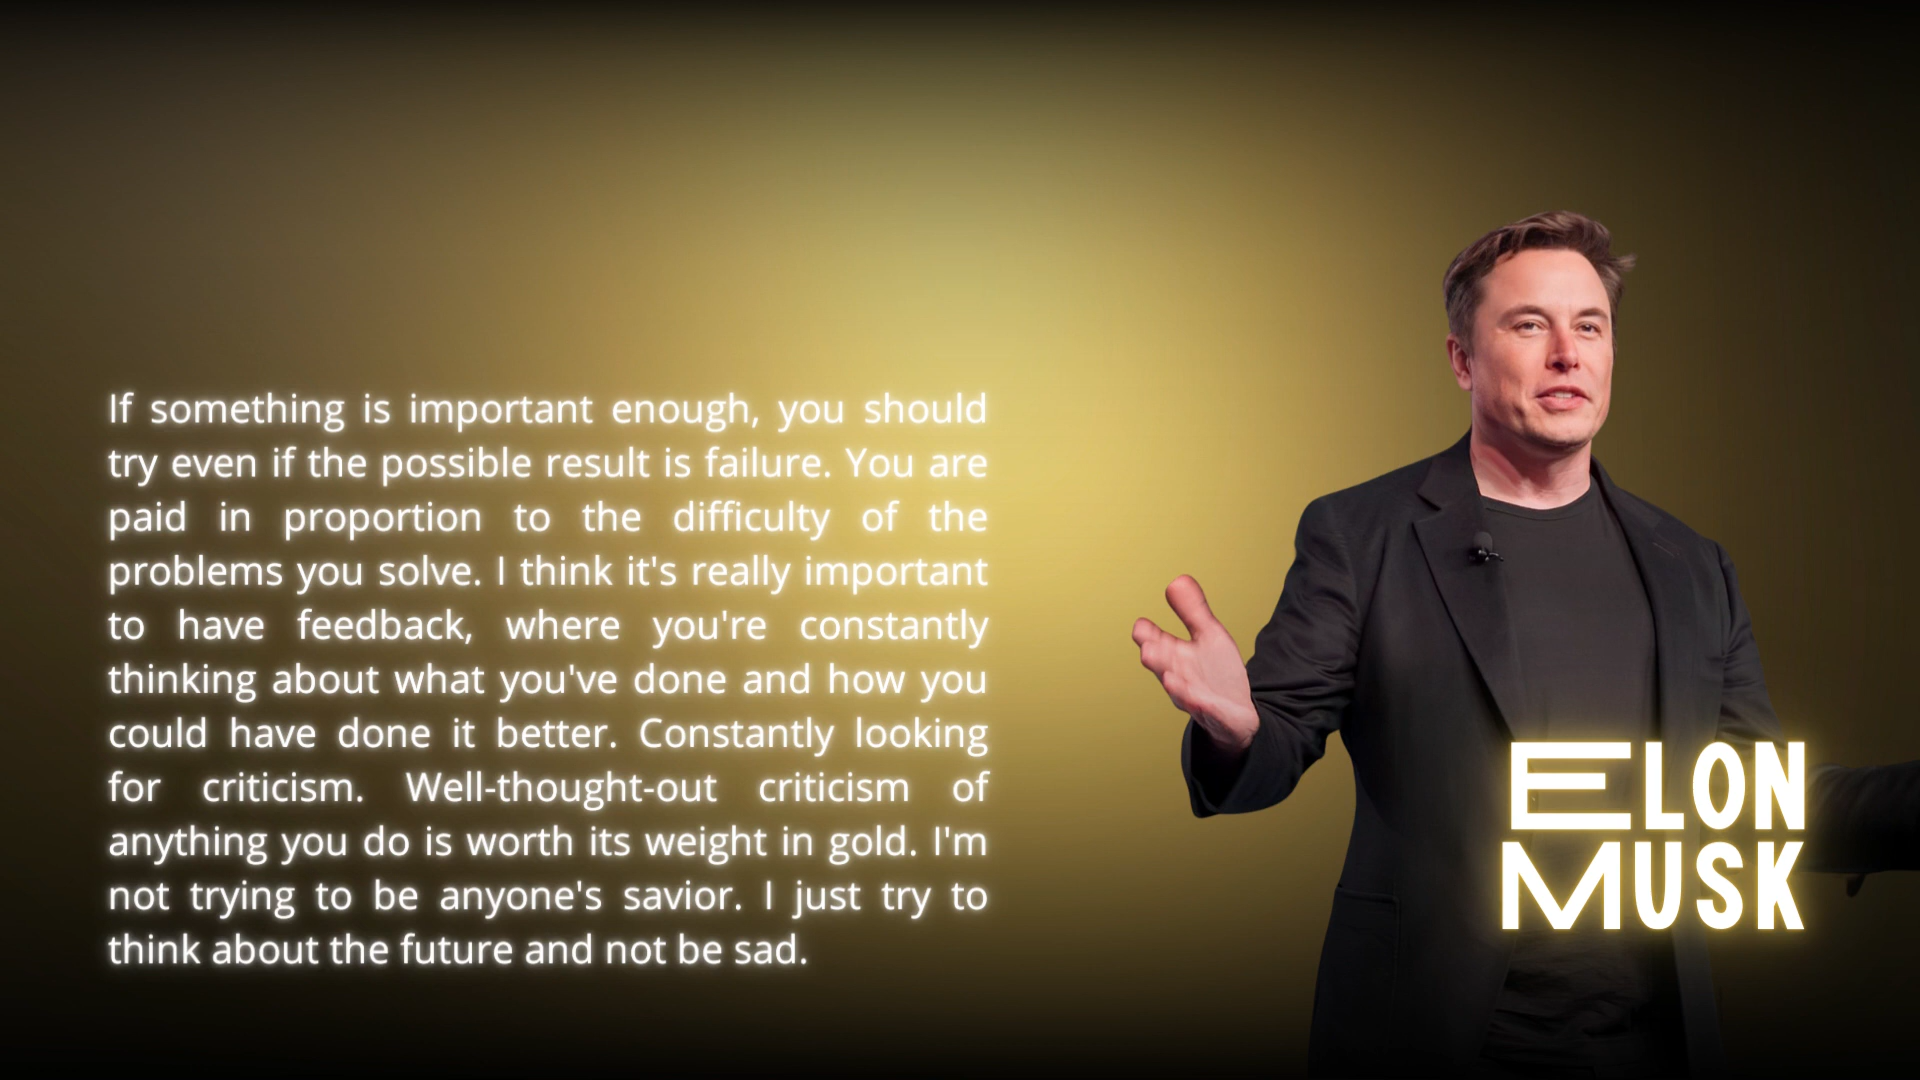 If something is important enough, you should
try even if the possible result is failure. You are
paid in proportion to the difficulty of the
problems you solve. I think it's really important
to have feedback, where you're constantly
thinking about what you've done and how you
could have done it better. Constantly looking
for criticism. Well-thought-out criticism of
anything you do is worth its weight in gold. I'm
not trying to be anyone's savior. I just try to
think about the future and not be sad.
ELON
MUSK